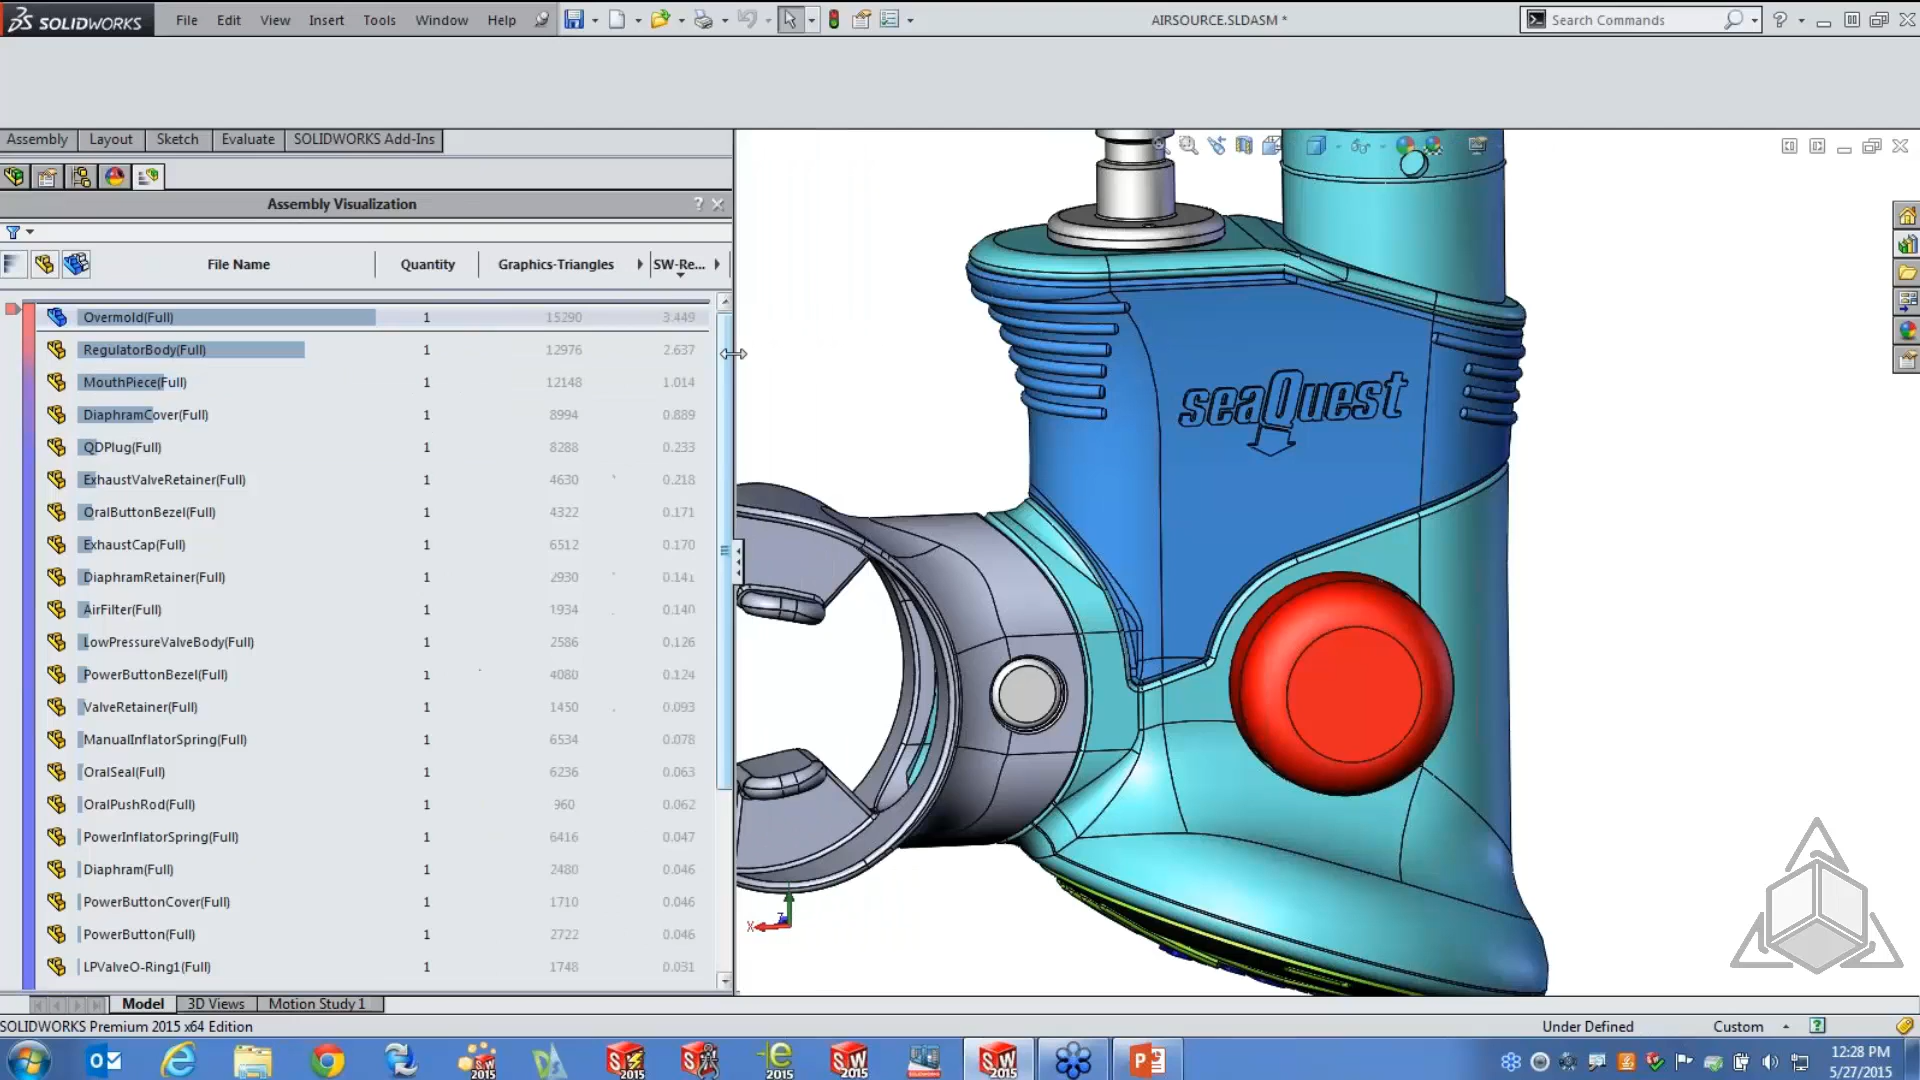 SOLIDWORKS File Edit View Insert Tools Window Help AIRSOURCE.SLDASM * Search Commands
Assembly Layout Sketch Evaluate SOLIDWORKS Add-Ins
Assembly Visualization
File Name Quantity Graphics-Triangles SW-Re...
Overmold(Full) 1 15290 3.449
RegulatorBody(Full) 1 12976 2.637
MouthPiece(Full) 1 12148 1.014
DiaphramCover(Full) 1 8994 0.889
QDPlug(Full) 1 8288 0.233
ExhaustValveRetainer(Full) 1 4630 0.218
OralButtonBezel(Full) 1 4322 0.171
ExhaustCap(Full) 1 6512 0.170
DiaphramRetainer(Full) 1 2930 0.141
AirFilter(Full) 1 1934 0.140
LowPressureValveBody(Full) 1 2586 0.126
PowerButtonBezel(Full) 1 4080 0.124
ValveRetainer(Full) 1 1450 0.093
ManualInflatorSpring(Full) 1 6534 0.078
OralSeal(Full) 1 6236 0.063
OralPushRod(Full) 1 960 0.062
PowerInflatorSpring(Full) 1 6416 0.047
Diaphram(Full) 1 2480 0.046
PowerButtonCover(Full) 1 1710 0.046
PowerButton(Full) 1 2722 0.046
LPValveO-Ring1(Full) 1 1748 0.031
seaQuest
X Z
Model 3D Views Motion Study 1
SOLIDWORKS Premium 2015 x64 Edition Under Defined Custom
12:28 PM
5/27/2015